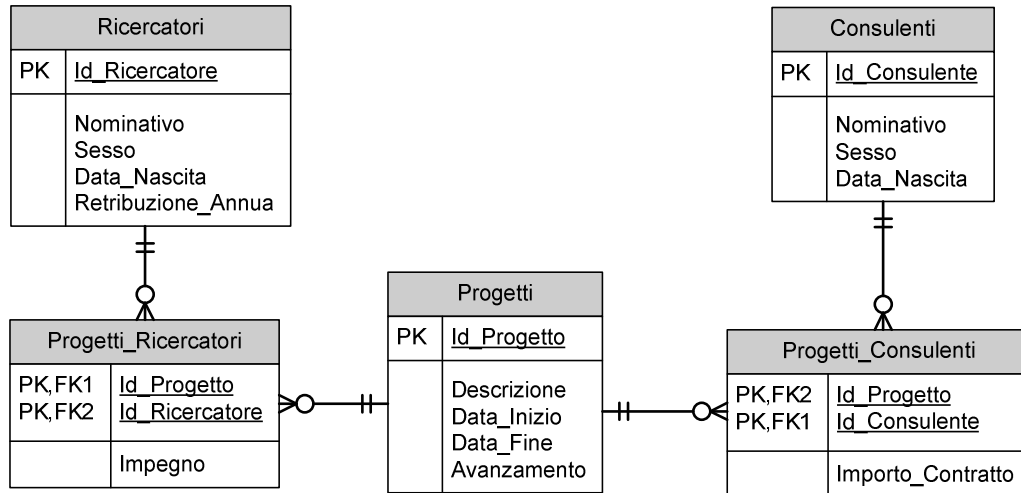 Ricercatori
PK Id_Ricercatore
Nominativo
Sesso
Data_Nascita
Retribuzione_Annua
Consulenti
PK Id_Consulente
Nominativo
Sesso
Data_Nascita
Progetti_Ricercatori
PK,FK1 Id_Progetto
PK,FK2 Id_Ricercatore
Impegno
Progetti
PK Id_Progetto
Descrizione
Data_Inizio
Data_Fine
Avanzamento
Progetti_Consulenti
PK,FK2 Id_Progetto
PK,FK1 Id_Consulente
Importo_Contratto